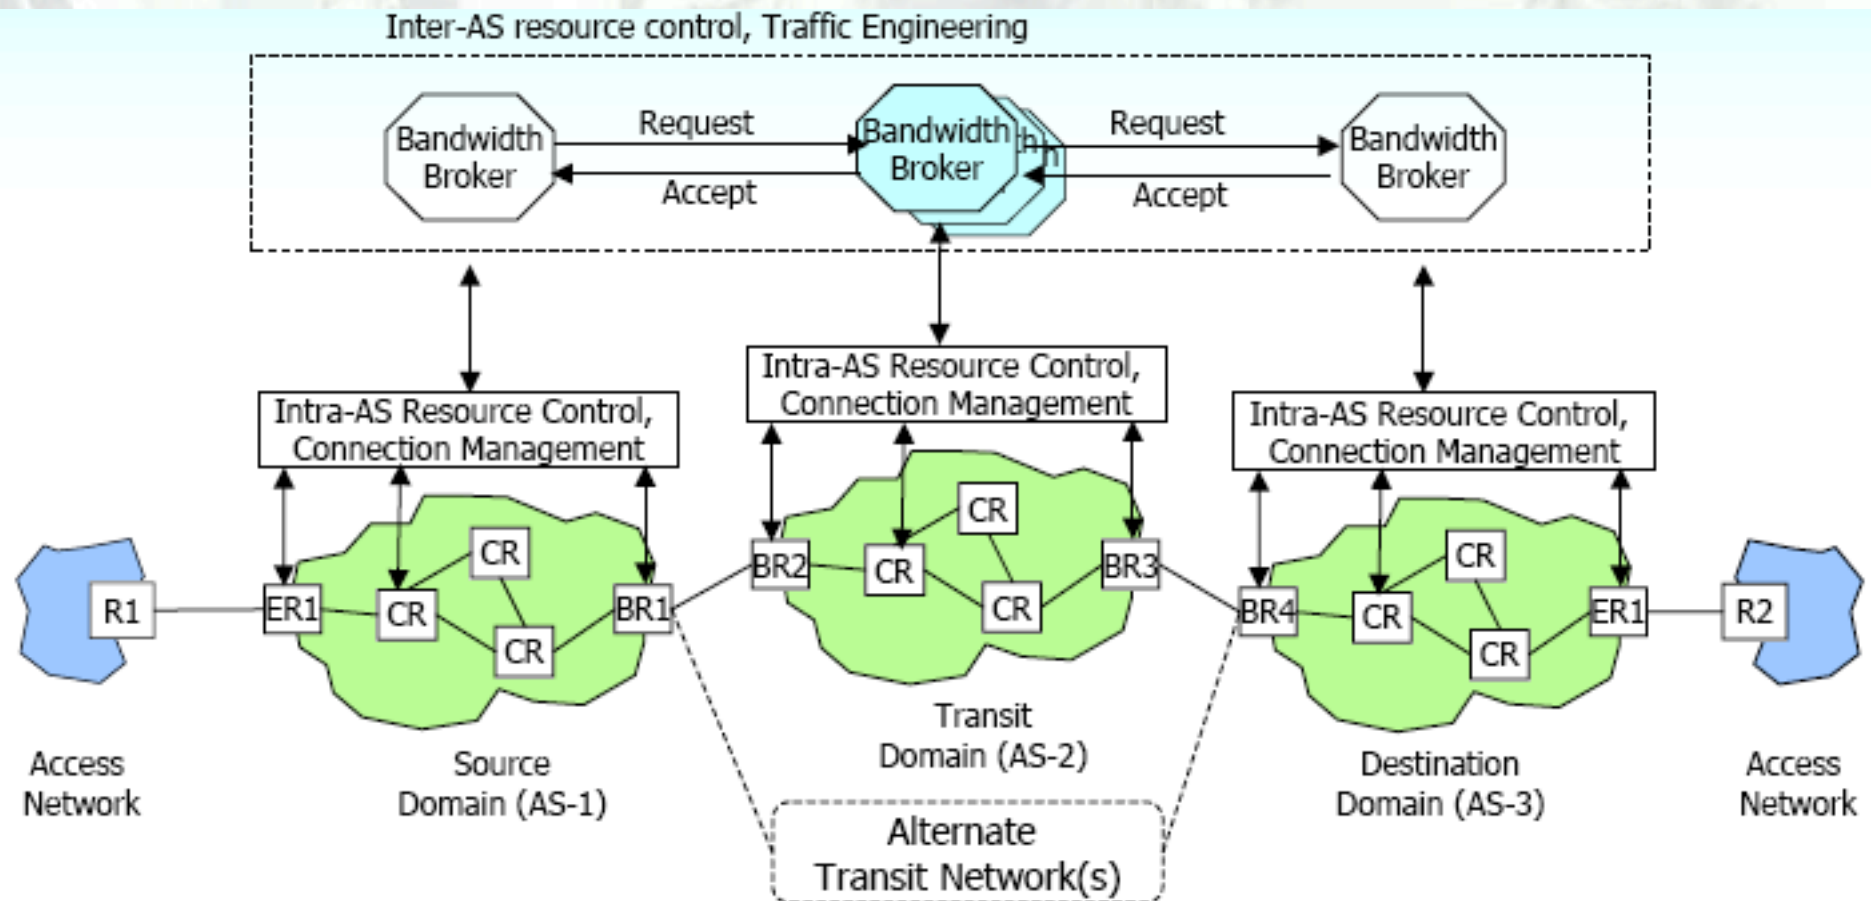 Inter-AS resource control, Traffic Engineering
Bandwidth
Broker
Request
Accept
Bandwidth
Broker
h
h
Request
Accept
Bandwidth
Broker
Intra-AS Resource Control,
Connection Management
Intra-AS Resource Control,
Connection Management
Intra-AS Resource Control,
Connection Management
R1
ER1
CR
CR
CR
BR1
BR2
CR
CR
CR
BR3
BR4
CR
CR
CR
ER1
R2
Access
Network
Source
Domain (AS-1)
Transit
Domain (AS-2)
Destination
Domain (AS-3)
Access
Network
Alternate
Transit Network(s)